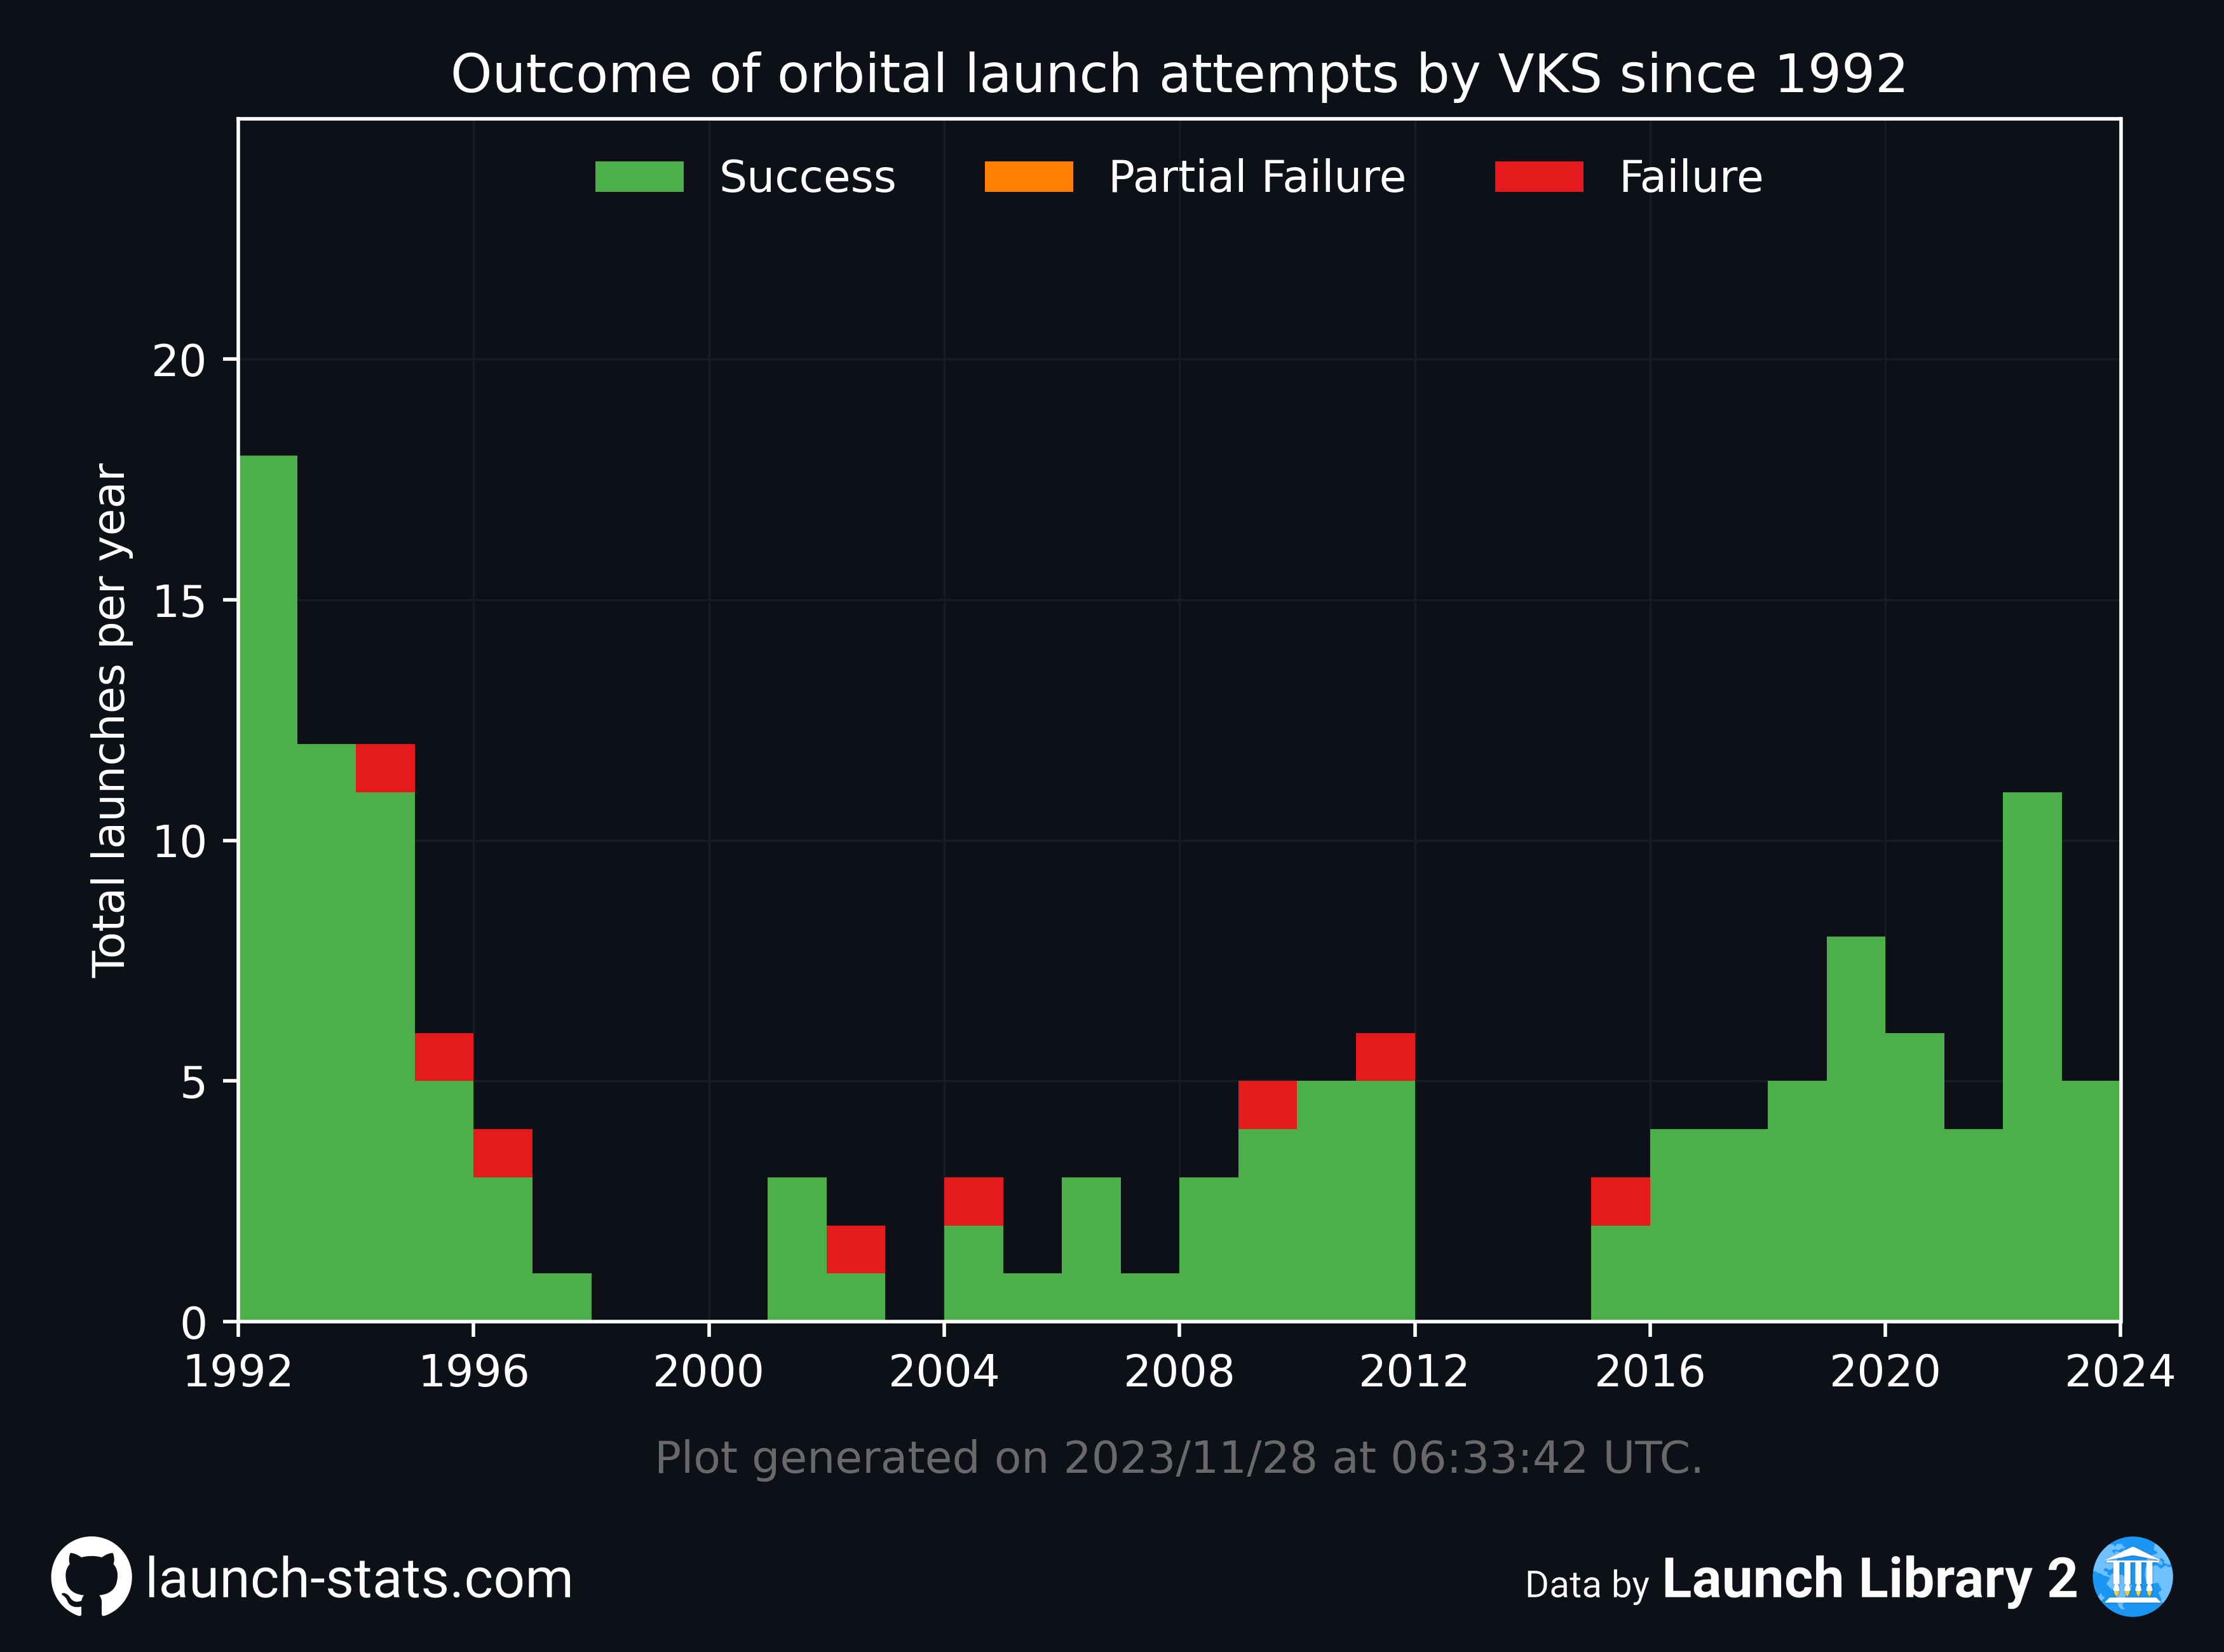 Outcome of orbital launch attempts by VKS since 1992
Success
Partial Failure
Failure
Total launches per year
20
15
10
5
0
1992 1996 2000 2004 2008 2012 2016 2020 2024
Plot generated on 2023/11/28 at 06:33:42 UTC.
launch-stats.com
Data by Launch Library 2